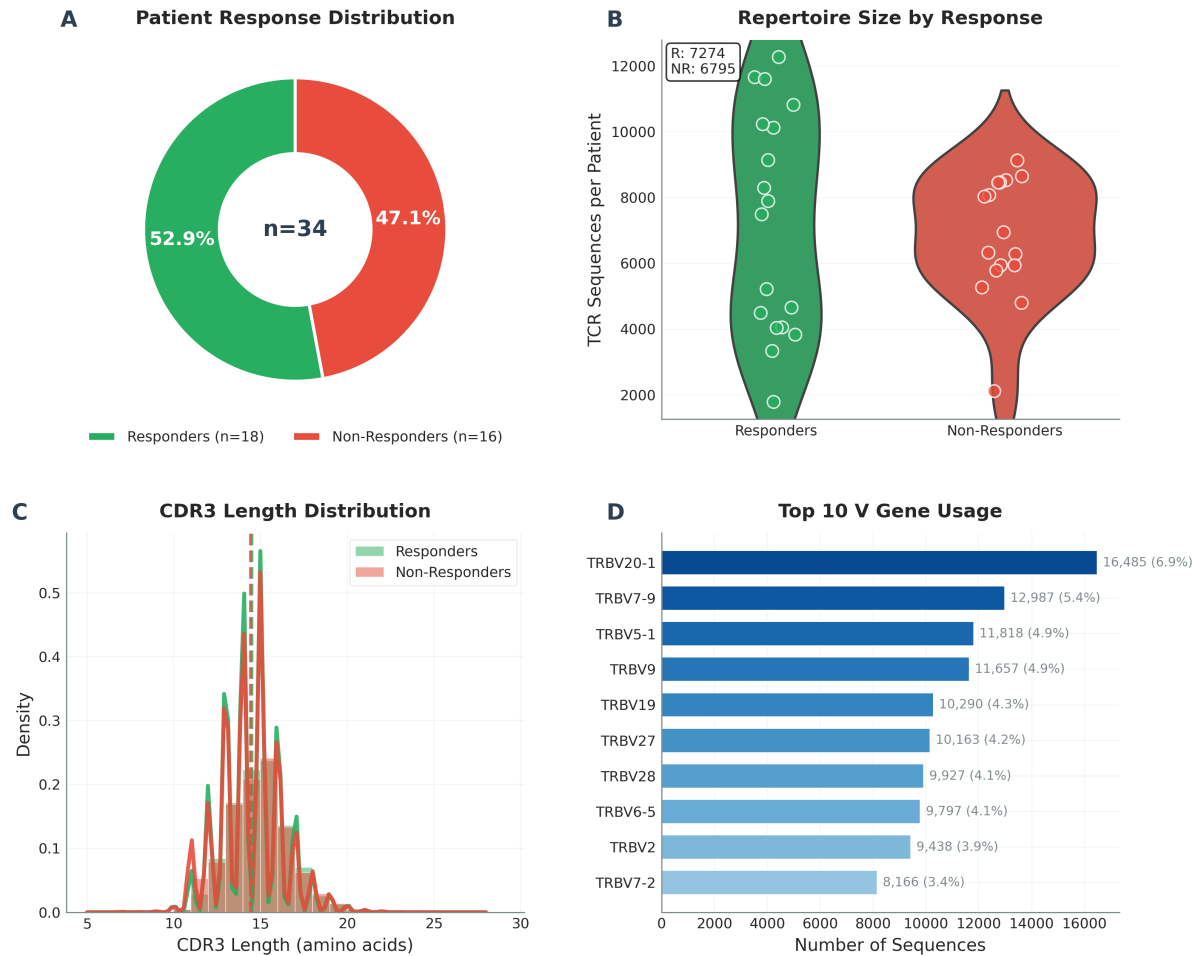 A
Patient Response Distribution
52.9%
n=34
47.1%
Responders (n=18)
Non-Responders (n=16)
B
Repertoire Size by Response
R: 7274
NR: 6795
TCR Sequences per Patient
12000
10000
8000
6000
4000
2000
Responders
Non-Responders
C
CDR3 Length Distribution
Responders
Non-Responders
Density
0.5
0.4
0.3
0.2
0.1
0.0
5
10
15
20
25
30
CDR3 Length (amino acids)
D
Top 10 V Gene Usage
TRBV20-1
16,485 (6.9%)
TRBV7-9
12,987 (5.4%)
TRBV5-1
11,818 (4.9%)
TRBV9
11,657 (4.9%)
TRBV19
10,290 (4.3%)
TRBV27
10,163 (4.2%)
TRBV28
9,927 (4.1%)
TRBV6-5
9,797 (4.1%)
TRBV2
9,438 (3.9%)
TRBV7-2
8,166 (3.4%)
0
2000
4000
6000
8000
10000
12000
14000
16000
Number of Sequences